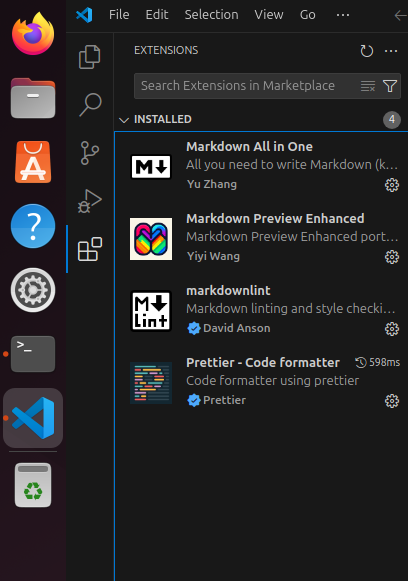 File Edit Selection View Go ...
EXTENSIONS
Search Extensions in Marketplace
INSTALLED 4
Markdown All in One
All you need to write Markdown (k...
Yu Zhang
Markdown Preview Enhanced
Markdown Preview Enhanced port...
Yiyi Wang
markdownlint
Markdown linting and style checki...
David Anson
Prettier - Code formatter 598ms
Code formatter using prettier
Prettier
M
M
Lint
A
?
>_